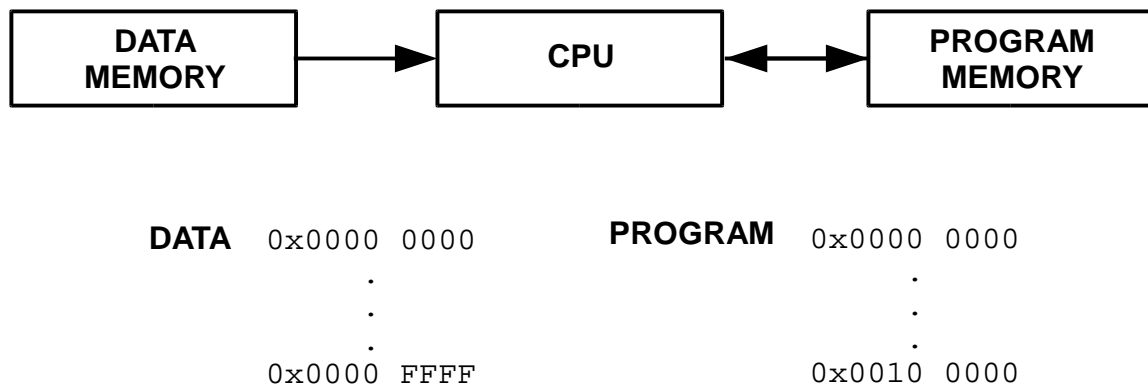 DATA
MEMORY
CPU
PROGRAM
MEMORY
DATA 0x0000 0000
.
.
.
0x0000 FFFF
PROGRAM 0x0000 0000
.
.
.
0x0010 0000